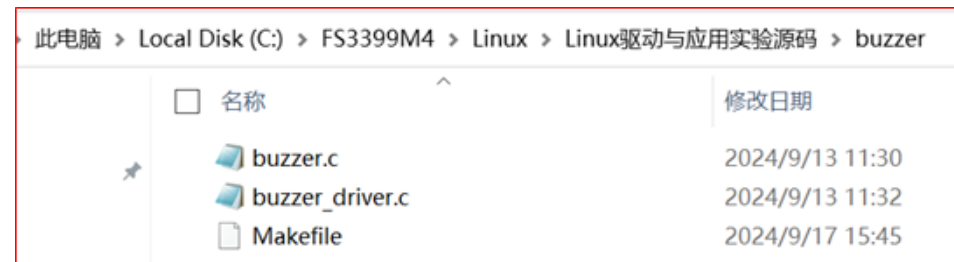 此电脑 > Local Disk (C:) > FS3399M4 > Linux > Linux驱动与应用实验源码 > buzzer
名称 修改日期
buzzer.c 2024/9/13 11:30
buzzer_driver.c 2024/9/13 11:32
Makefile 2024/9/17 15:45